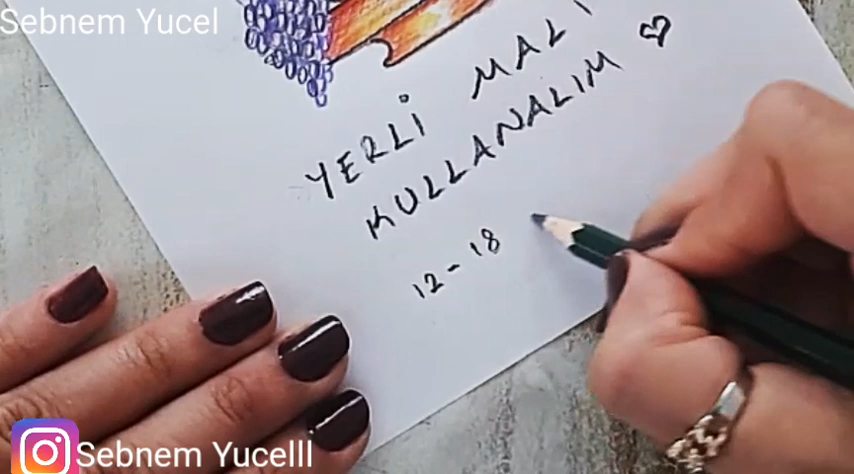 Sebnem Yucel
YERLİ MALI
KULLANALIM
12-18
Sebnem Yucelll